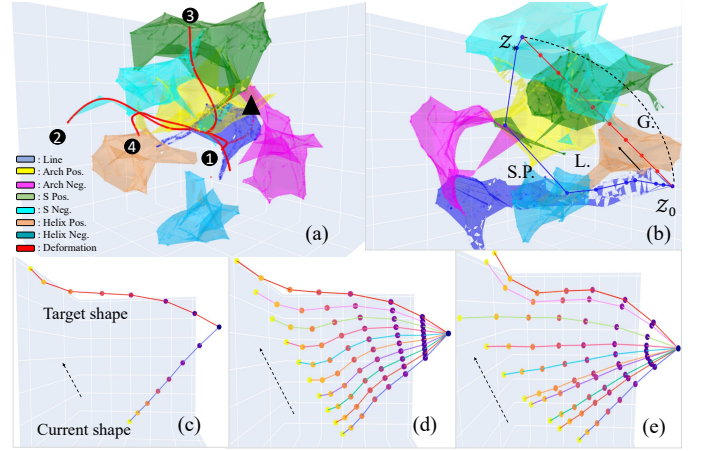 ❸
❷
❹
❶
: Line
: Arch Pos.
: Arch Neg.
: S Pos.
: S Neg.
: Helix Pos.
: Helix Neg.
: Deformation
(a)
𝒵*
G.
L.
S.P.
𝒵₀
(b)
Target shape
Current shape
(c)
(d)
(e)